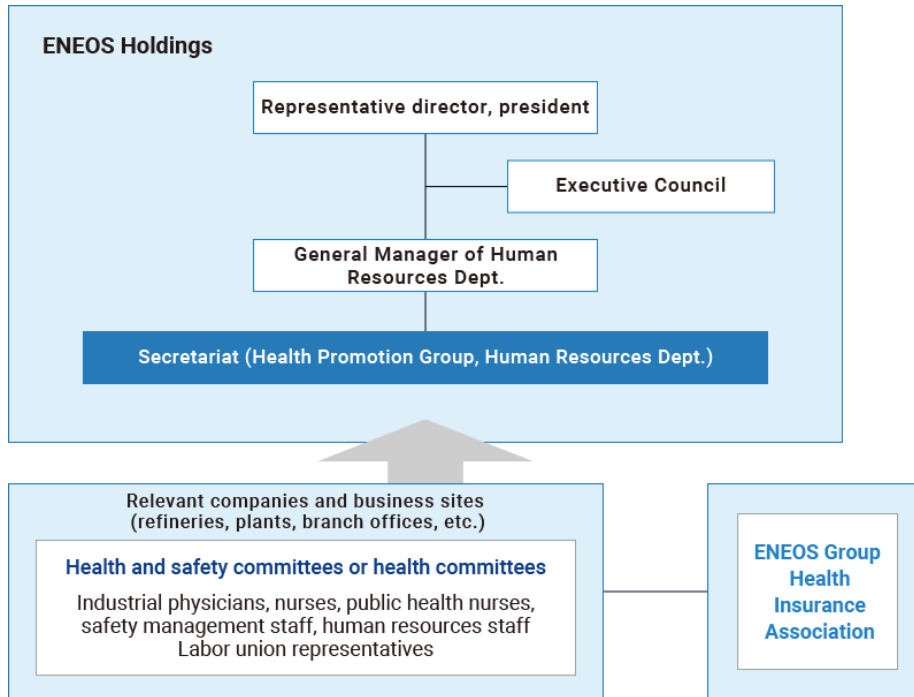 ENEOS Holdings
Representative director, president
Executive Council
General Manager of Human
Resources Dept.
Secretariat (Health Promotion Group, Human Resources Dept.)
Relevant companies and business sites
(refineries, plants, branch offices, etc.)
Health and safety committees or health committees
Industrial physicians, nurses, public health nurses,
safety management staff, human resources staff
Labor union representatives
ENEOS Group
Health
Insurance
Association